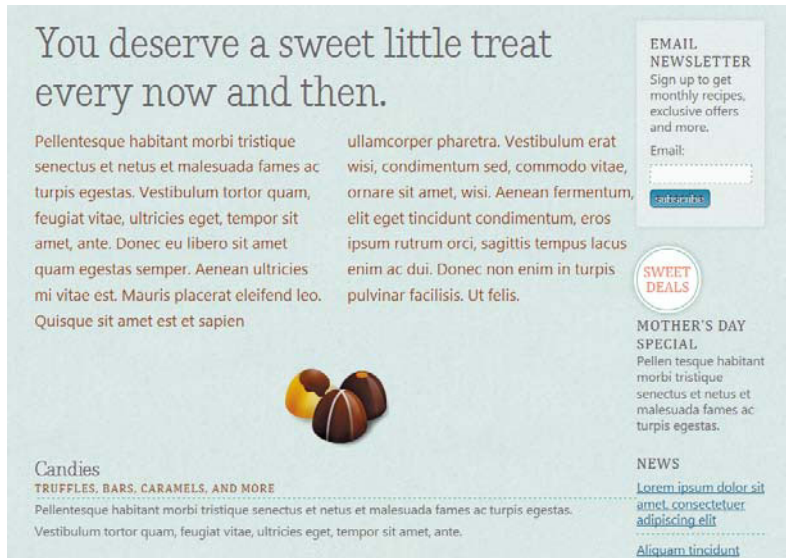 You deserve a sweet little treat
every now and then.
Pellentesque habitant morbi tristique
senectus et netus et malesuada fames ac
turpis egestas. Vestibulum tortor quam,
feugiat vitae, ultricies eget, tempor sit
amet, ante. Donec eu libero sit amet
quam egestas semper. Aenean ultricies
mi vitae est. Mauris placerat eleifend leo.
Quisque sit amet est et sapien
ullamcorper pharetra. Vestibulum erat
wisi, condimentum sed, commodo vitae,
ornare sit amet, wisi. Aenean fermentum,
elit eget tincidunt condimentum, eros
ipsum rutrum orci, sagittis tempus lacus
enim ac dui. Donec non enim in turpis
pulvinar facilisis. Ut felis.
Candies
TRUFFLES, BARS, CARAMELS, AND MORE
Pellentesque habitant morbi tristique senectus et netus et malesuada fames ac turpis egestas.
Vestibulum tortor quam, feugiat vitae, ultricies eget, tempor sit amet, ante.
EMAIL
NEWSLETTER
Sign up to get
monthly recipes,
exclusive offers
and more.
Email:
subscribe
SWEET
DEALS
MOTHER'S DAY
SPECIAL
Pellen tesque habitant
morbi tristique
senectus et netus et
malesuada fames ac
turpis egestas.
NEWS
Lorem ipsum dolor sit
amet, consectetuer
adipiscing elit
Aliquam tincidunt